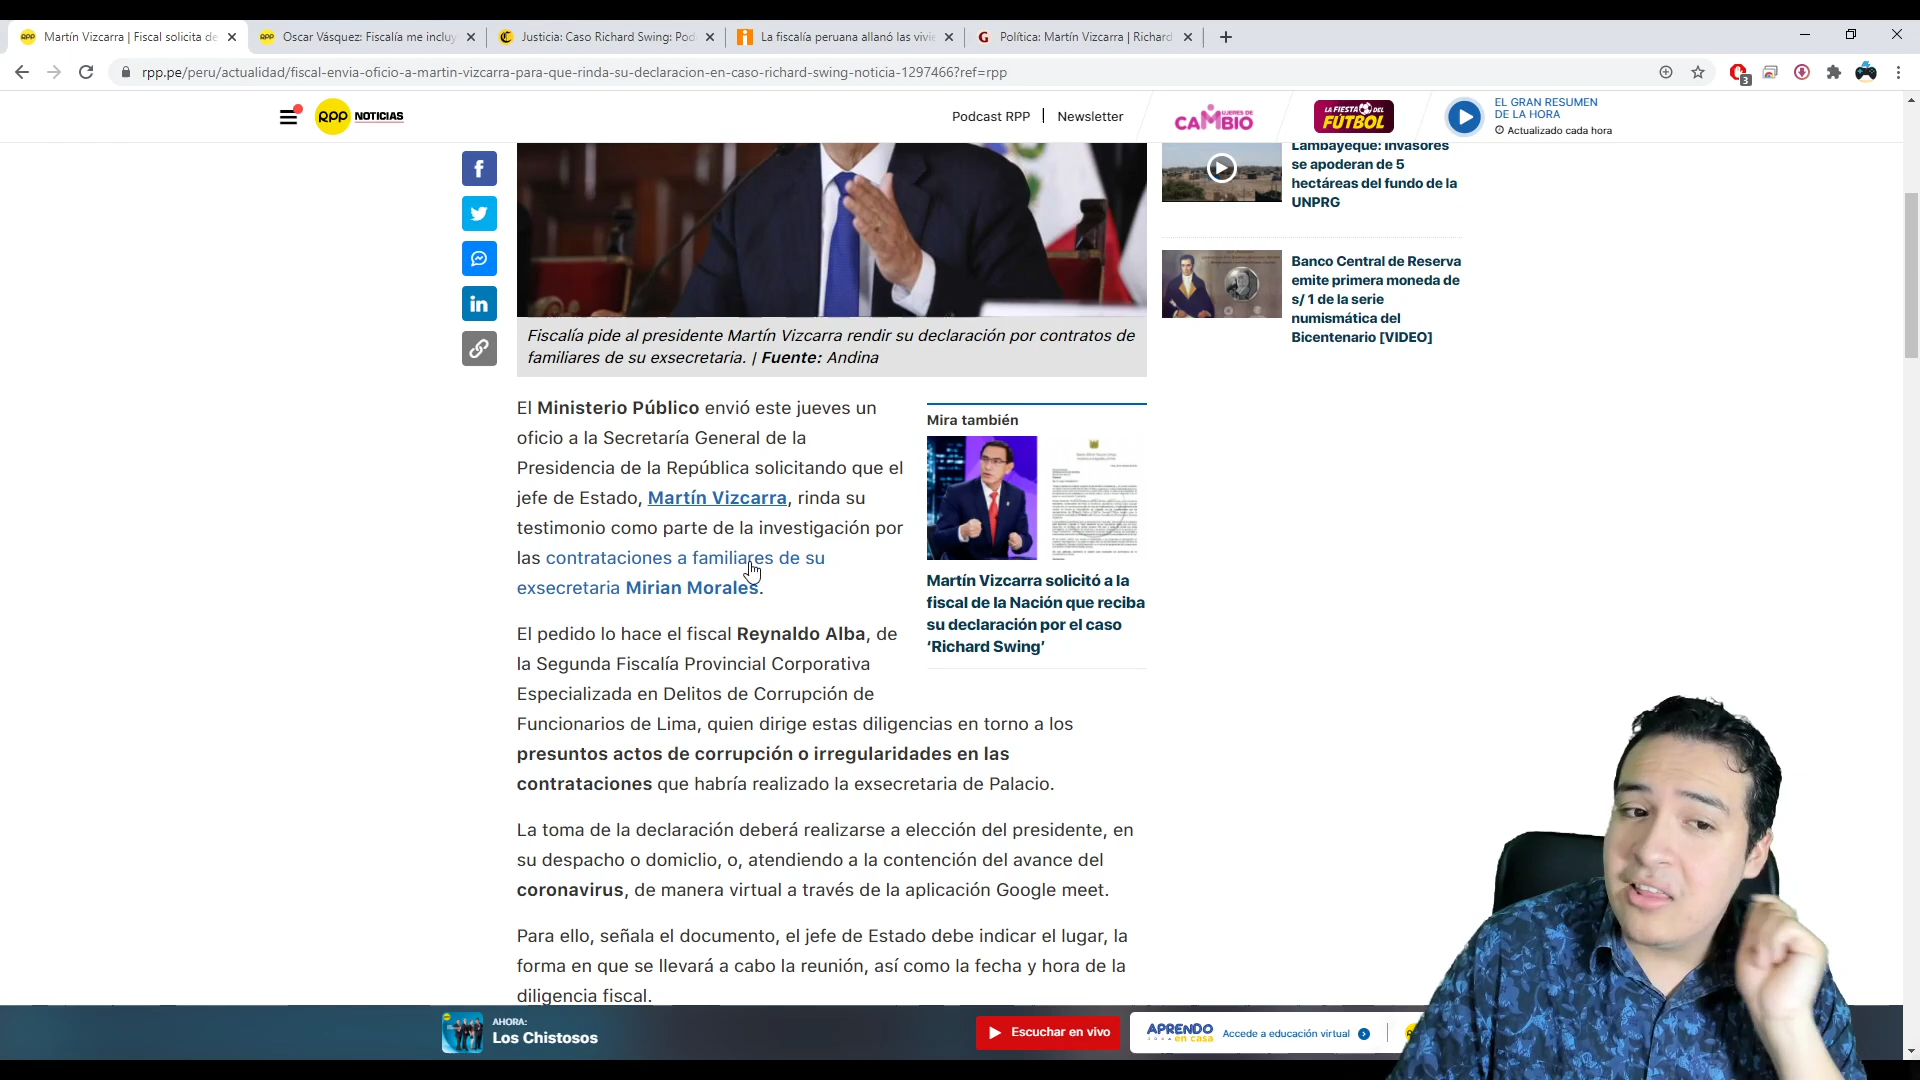 Martín Vizcarra | Fiscal solicita de
Oscar Vásquez: Fiscalía me incluy
Justicia: Caso Richard Swing: Pod
La fiscalía peruana allanó las vivie
Política: Martín Vizcarra | Richard
rpp.pe/peru/actualidad/fiscal-envia-oficio-a-martin-vizcarra-para-que-rinda-su-declaracion-en-caso-richard-swing-noticia-1297466?ref=rpp
3
RPP NOTICIAS
Podcast RPP | Newsletter
MUJERES DE CAMBIO
LA FIESTA DEL FÚTBOL
EL GRAN RESUMEN
DE LA HORA
Actualizado cada hora
Lambayeque: Invasores
se apoderan de 5
hectáreas del fundo de la
UNPRG
Banco Central de Reserva
emite primera moneda de
s/ 1 de la serie
numismática del
Bicentenario [VIDEO]
Fiscalía pide al presidente Martín Vizcarra rendir su declaración por contratos de
familiares de su exsecretaria. | Fuente: Andina
El Ministerio Público envió este jueves un
oficio a la Secretaría General de la
Presidencia de la República solicitando que el
jefe de Estado, Martín Vizcarra, rinda su
testimonio como parte de la investigación por
las contrataciones a familiares de su
exsecretaria Mirian Morales.
Mira también
Martín Vizcarra solicitó a la
fiscal de la Nación que reciba
su declaración por el caso
‘Richard Swing’
El pedido lo hace el fiscal Reynaldo Alba, de
la Segunda Fiscalía Provincial Corporativa
Especializada en Delitos de Corrupción de
Funcionarios de Lima, quien dirige estas diligencias en torno a los
presuntos actos de corrupción o irregularidades en las
contrataciones que habría realizado la exsecretaria de Palacio.
La toma de la declaración deberá realizarse a elección del presidente, en
su despacho o domiclio, o, atendiendo a la contención del avance del
coronavirus, de manera virtual a través de la aplicación Google meet.
Para ello, señala el documento, el jefe de Estado debe indicar el lugar, la
forma en que se llevará a cabo la reunión, así como la fecha y hora de la
diligencia fiscal.
AHORA:
Los Chistosos
Escuchar en vivo
APRENDO en casa
Accede a educación virtual